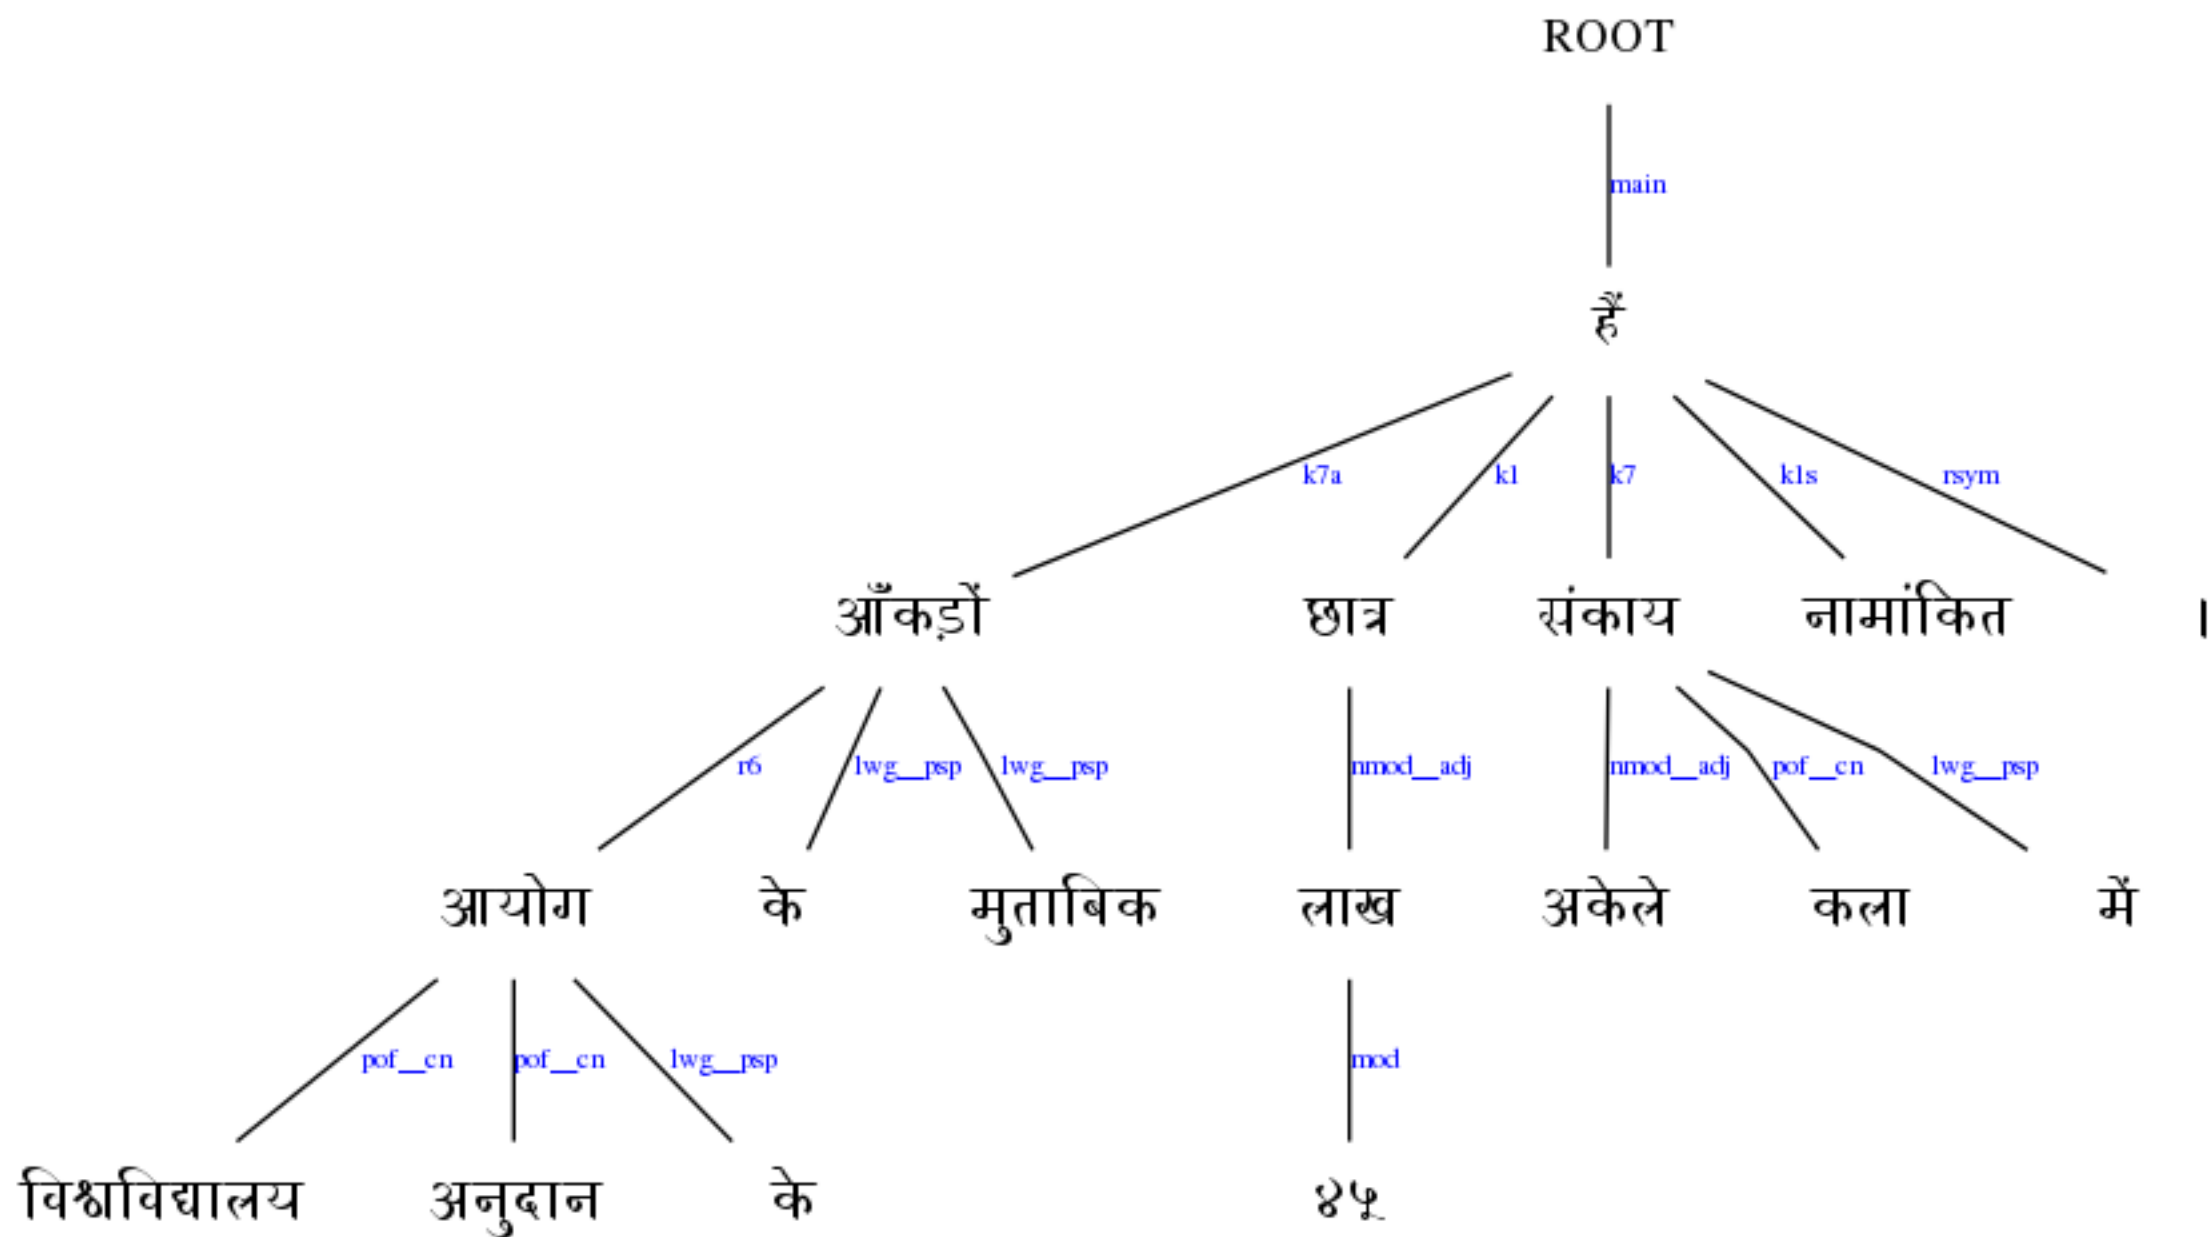 ROOT
main
हैं
k7a k1 k7 k1s rsym
आँकड़ों छात्र संकाय नामांकित ।
r6 lwg__psp lwg__psp nmod__adj nmod__adj pof__cn lwg__psp
आयोग के मुताबिक लाख अकेले कला में
pof__cn pof__cn lwg__psp mod
विश्वविद्यालय अनुदान के ४५